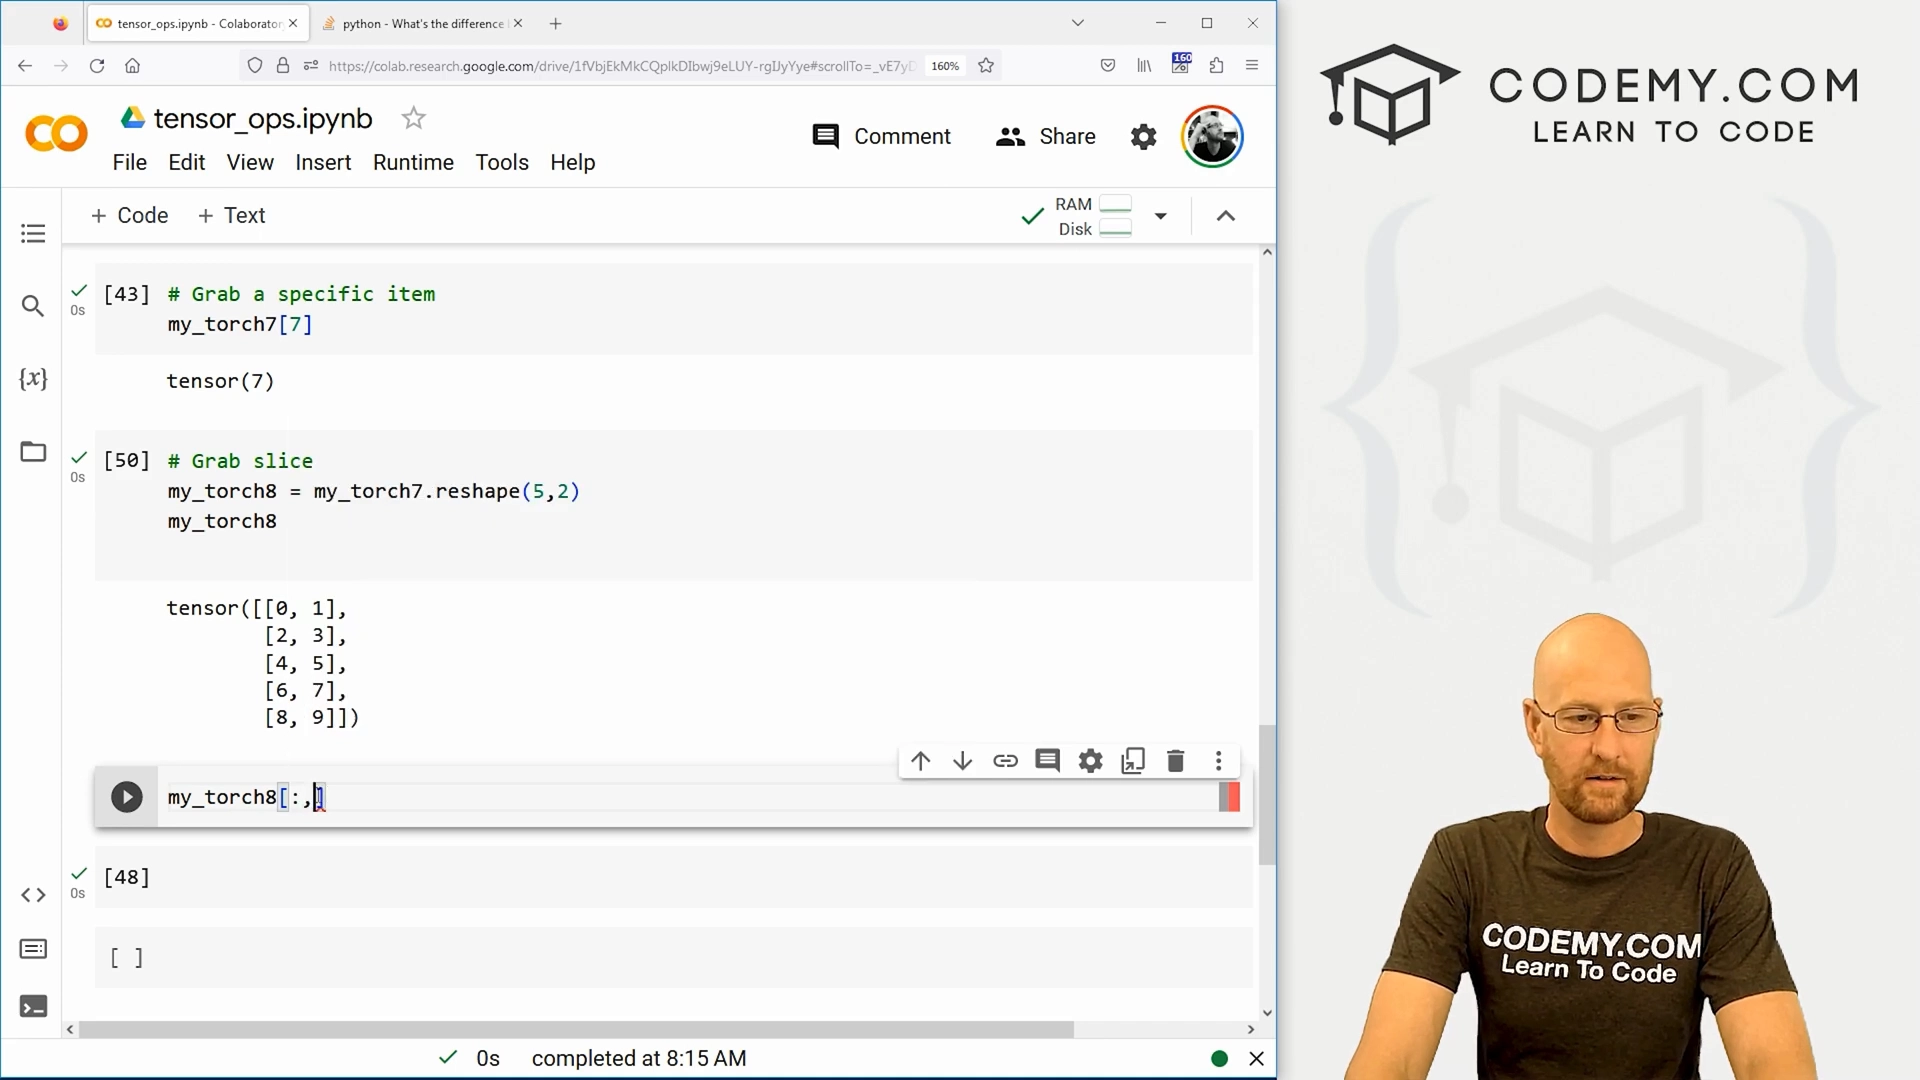 tensor_ops.ipynb - Colaboratory
python - What's the difference
https://colab.research.google.com/drive/1fVbjEkMkCQplkDIbwj9eLUY-rgIJyYye#scrollTo=_vE7yD
160%
160
CODEMY.COM
LEARN TO CODE
tensor_ops.ipynb
Comment
Share
File Edit View Insert Runtime Tools Help
+ Code + Text
RAM
Disk
[43] # Grab a specific item
0s
my_torch7[7]
tensor(7)
[50] # Grab slice
0s
my_torch8 = my_torch7.reshape(5,2)
my_torch8
tensor([[0, 1],
[2, 3],
[4, 5],
[6, 7],
[8, 9]])
my_torch8[:,]
[48]
0s
[ ]
0s completed at 8:15 AM
CODEMY.COM
Learn To Code